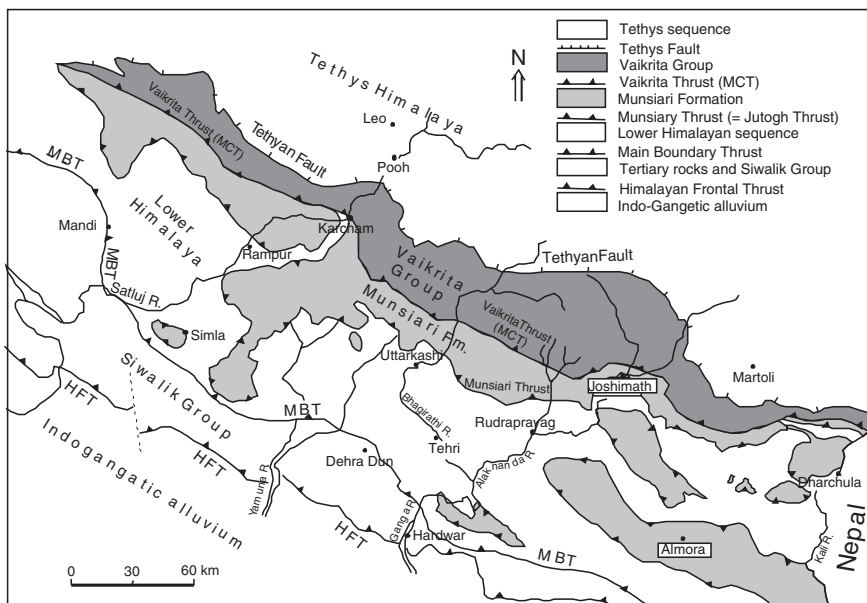 Tethys sequence
Tethys Fault
Vaikrita Group
Vaikrita Thrust (MCT)
Munsiari Formation
Munsiary Thrust (= Jutogh Thrust)
Lower Himalayan sequence
Main Boundary Thrust
Tertiary rocks and Siwalik Group
Himalayan Frontal Thrust
Indo-Gangetic alluvium
N
Tethys Himalaya
Leo
Pooh
Vaikrita Thrust (MCT)
Tethyan Fault
MBT
Mandi
Lower
Himalaya
Karcham
Rampur
MBT
Satluj R.
Simla
Vaikrita
Group
TethyanFault
VaikritaThrust
(MCT)
Munsiari Fm.
Uttarkashi
Munsiari Thrust
Joshimath
Martoli
Siwalik Group
HFT
MBT
Bhagirathi R.
Tehri
Rudraprayag
Alaknanda R
Indogangatic alluvium
HFT
Yamuna R
Dehra Dun
Dharchula
HFT
Ganga R
Hardwar
MBT
Almora
Kali R.
Nepal
0 30 60 km